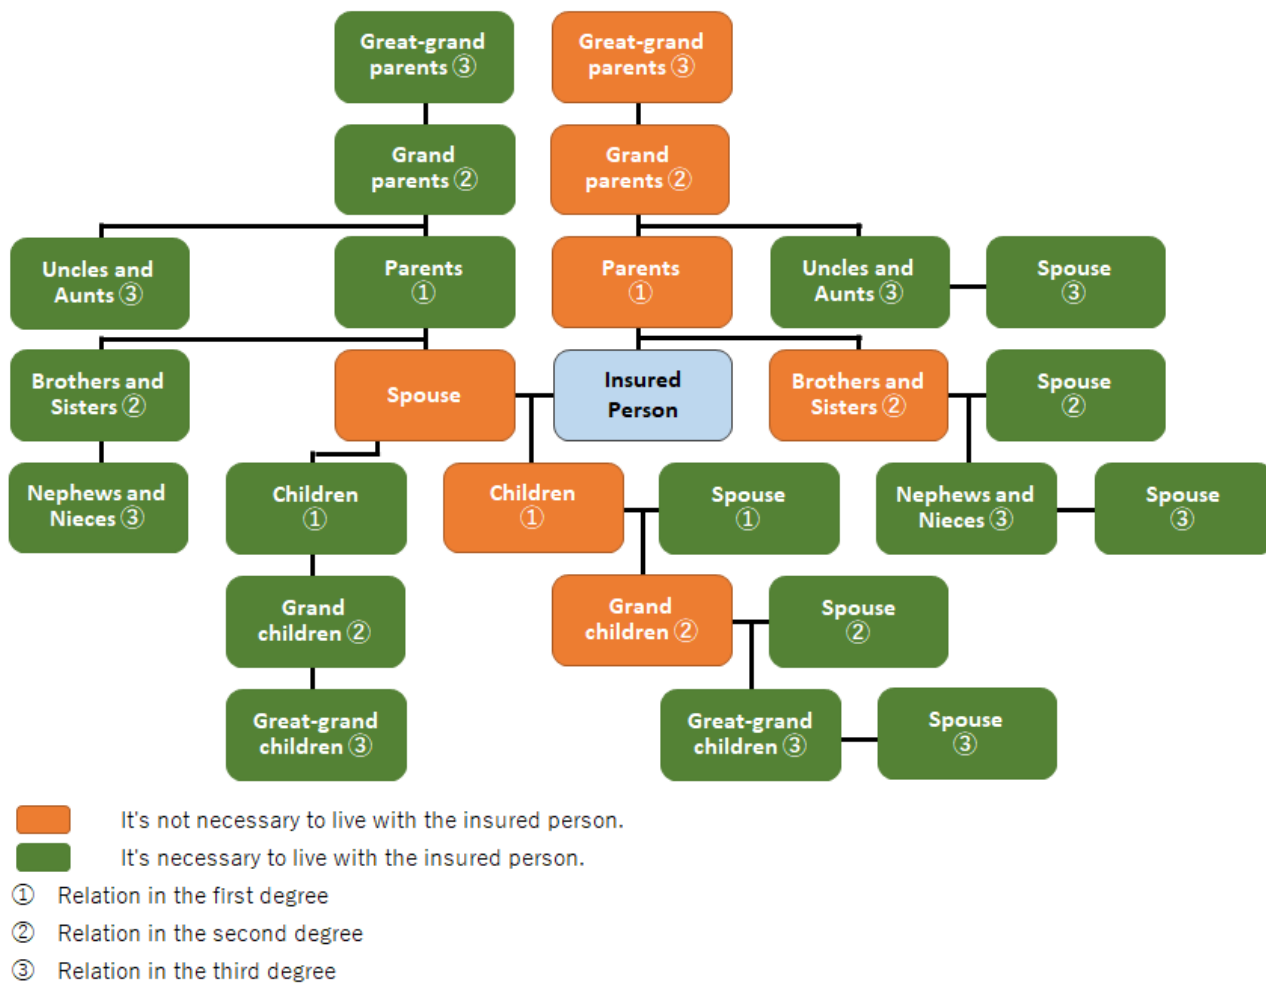 Great-grand
parents ③
Great-grand
parents ③
Grand
parents ②
Grand
parents ②
Uncles and
Aunts ③
Parents
①
Parents
①
Uncles and
Aunts ③
Spouse
③
Brothers and
Sisters ②
Spouse
Insured
Person
Brothers and
Sisters ②
Spouse
②
Nephews and
Nieces ③
Children
①
Children
①
Spouse
①
Nephews and
Nieces ③
Spouse
③
Grand
children ②
Grand
children ②
Spouse
②
Great-grand
children ③
Great-grand
children ③
Spouse
③
It's not necessary to live with the insured person.
It's necessary to live with the insured person.
① Relation in the first degree
② Relation in the second degree
③ Relation in the third degree